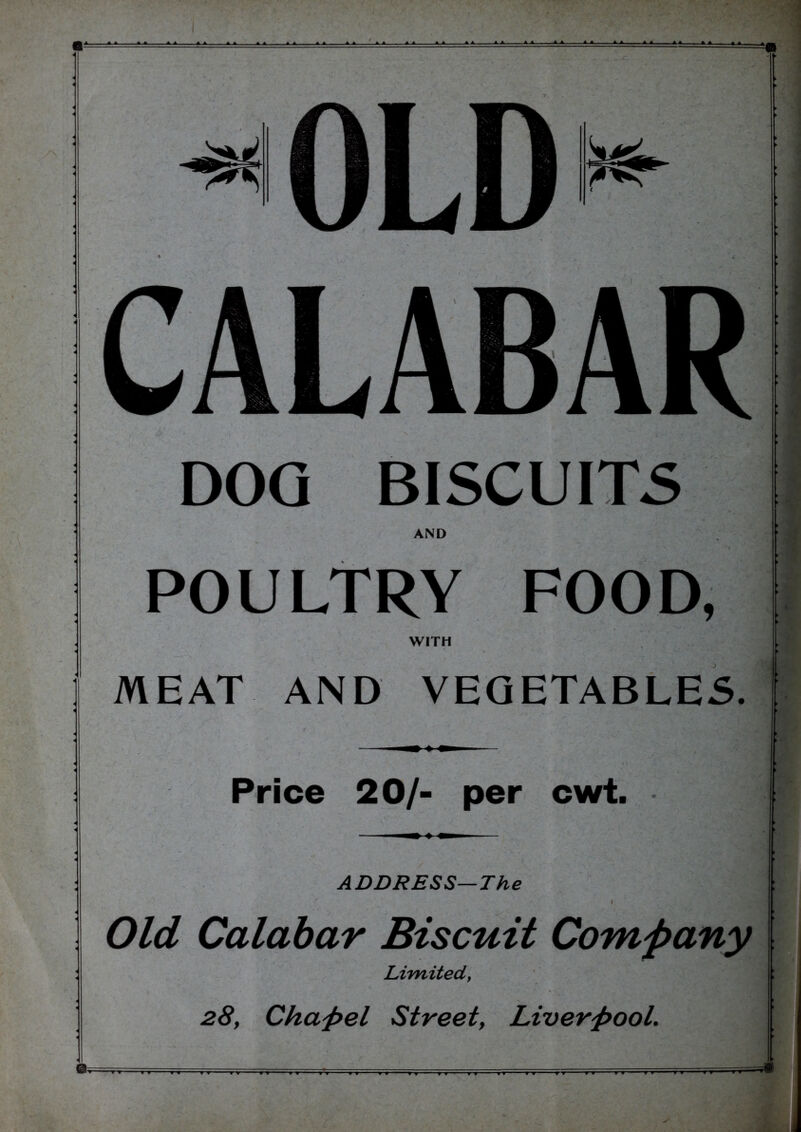 OLD
CALABAR
DOG BISCUITS
AND
POULTRY FOOD,
WITH
MEAT AND VEGETABLES.
Price 20/- per cwt.
ADDRESS—The
Old Calabar Biscuit Company
Limited,
28, Chapel Street, Liverpool.